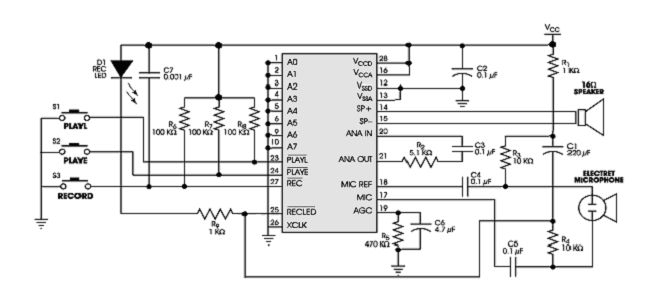 VCC
D1
REC
LED
C7
0.001 µF
1 A0
2 A1
3 A2
4 A3
5 A4
6 A5
9 A6
10 A7
23 PLAYL
24 PLAYE
27 REC
25 RECLED
26 XCLK
VCCD 28
VCCA 16
VSSD 12
VSSA 13
SP+ 14
SP− 15
ANA IN 20
ANA OUT 21
MIC REF 18
MIC 17
AGC 19
C2
0.1 µF
R1
1 KΩ
16Ω
SPEAKER
S1
PLAYL
S2
PLAYE
S3
RECORD
R6
100 KΩ
R7
100 KΩ
R8
100 KΩ
R2
5.1 KΩ
C3
0.1 µF
R3
10 KΩ
C1
220 µF
C4
0.1 µF
ELECTRET
MICROPHONE
R9
1 KΩ
R5
470 KΩ
C6
4.7 µF
C5
0.1 µF
R4
10 KΩ